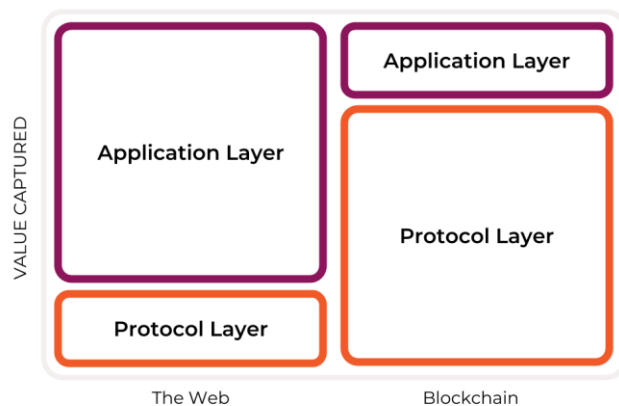 VALUE CAPTURED
Application Layer
Protocol Layer
The Web
Application Layer
Protocol Layer
Blockchain